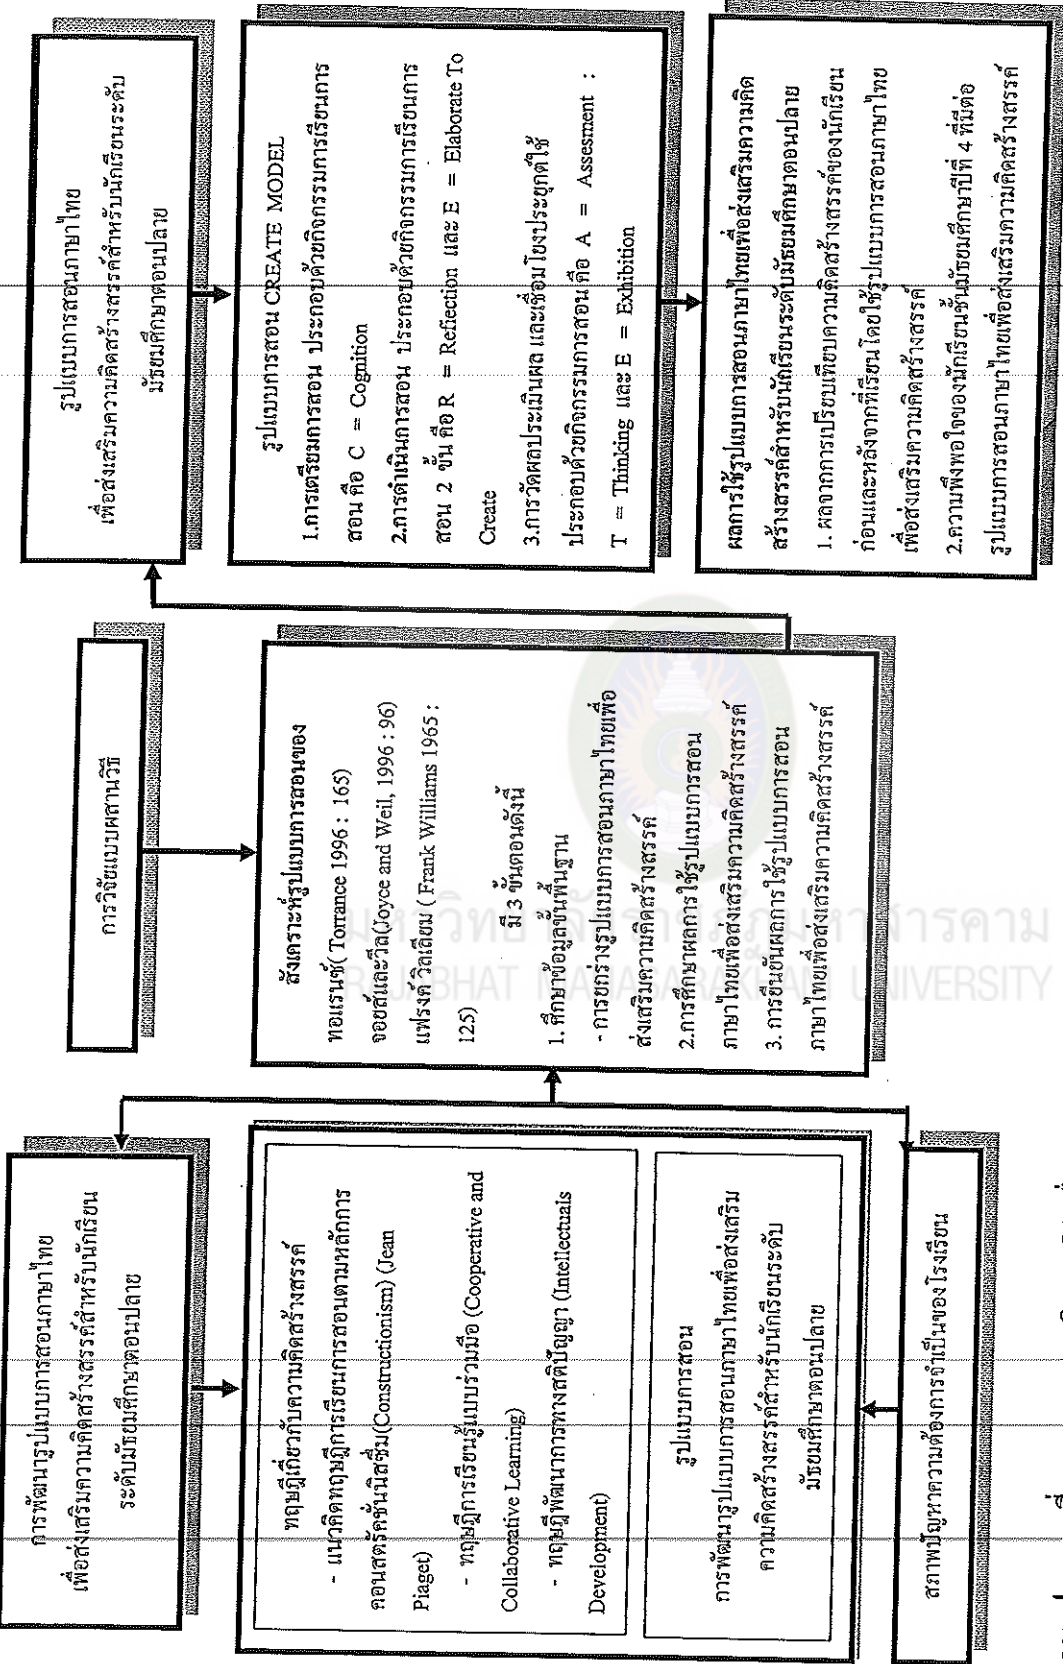 การพัฒนารูปแบบการสอนภาษาไทย
เพื่อส่งเสริมความคิดสร้างสรรค์สำหรับนักเรียน
ระดับมัธยมศึกษาตอนปลาย
ทฤษฎีเกี่ยวกับความคิดสร้างสรรค์
- แนวคิดทฤษฎีการเรียนการสอนตามหลักการ
คอนสตรัคชั่นนิสซึ่ม(Constructionism) (Jean
Piaget)
- ทฤษฎีการเรียนรู้แบบร่วมมือ (Cooperative and
Collaborative Learning)
- ทฤษฎีพัฒนาการทางสติปัญญา (Intellectuals
Development)
รูปแบบการสอน
การพัฒนารูปแบบการสอนภาษาไทยเพื่อส่งเสริม
ความคิดสร้างสรรค์สำหรับนักเรียนระดับ
มัธยมศึกษาตอนปลาย
สภาพปัญหาความต้องการจำเป็นของโรงเรียน
การวิจัยแบบผสานวิธี
สังเคราะห์รูปแบบการสอนของ
ทอแรนซ์( Torrance 1996 : 165)
จอยส์และวีล(Joyce and Weil, 1996 : 96)
แฟรงค์ วิลเลียม ( Frank Williams 1965 :
125)
มี 3 ขั้นตอนดังนี้
1. ศึกษาข้อมูลขั้นพื้นฐาน
- การยกร่างรูปแบบการสอนภาษาไทยเพื่อ
ส่งเสริมความคิดสร้างสรรค์
2.การศึกษาผลการใช้รูปแบบการสอน
ภาษาไทยเพื่อส่งเสริมความคิดสร้างสรรค์
3. การยืนยันผลการใช้รูปแบบการสอน
ภาษาไทยเพื่อส่งเสริมความคิดสร้างสรรค์
รูปแบบการสอนภาษาไทย
เพื่อส่งเสริมความคิดสร้างสรรค์สำหรับนักเรียนระดับ
มัธยมศึกษาตอนปลาย
รูปแบบการสอน CREATE MODEL
1.การเตรียมการสอน ประกอบด้วยกิจกรรมการเรียนการ
สอน คือ C = Cognition
2.การดำเนินการสอน ประกอบด้วยกิจกรรมการเรียนการ
สอน 2 ขั้น คือ R = Reflection และ E = Elaborate To
Create
3.การวัดผลประเมินผล และเชื่อมโยงประยุกต์ใช้
ประกอบด้วยกิจกรรมการสอน คือ A = Assesment :
T = Thinking และ E = Exhibition
ผลการใช้รูปแบบการสอนภาษาไทยเพื่อส่งเสริมความคิด
สร้างสรรค์สำหรับนักเรียนระดับมัธยมศึกษาตอนปลาย
1. ผลจากการเปรียบเทียบความคิดสร้างสรรค์ของนักเรียน
ก่อนและหลังจากที่เรียนโดยใช้รูปแบบการสอนภาษาไทย
เพื่อส่งเสริมความคิดสร้างสรรค์
2.ความพึงพอใจของนักเรียนชั้นมัธยมศึกษาปีที่ 4 ที่มีต่อ
รูปแบบการสอนภาษาไทยเพื่อส่งเสริมความคิดสร้างสรรค์
มหาวิทยาลัยราชภัฏมหาสารคาม
RAJABHAT MAHASARAKHAM UNIVERSITY